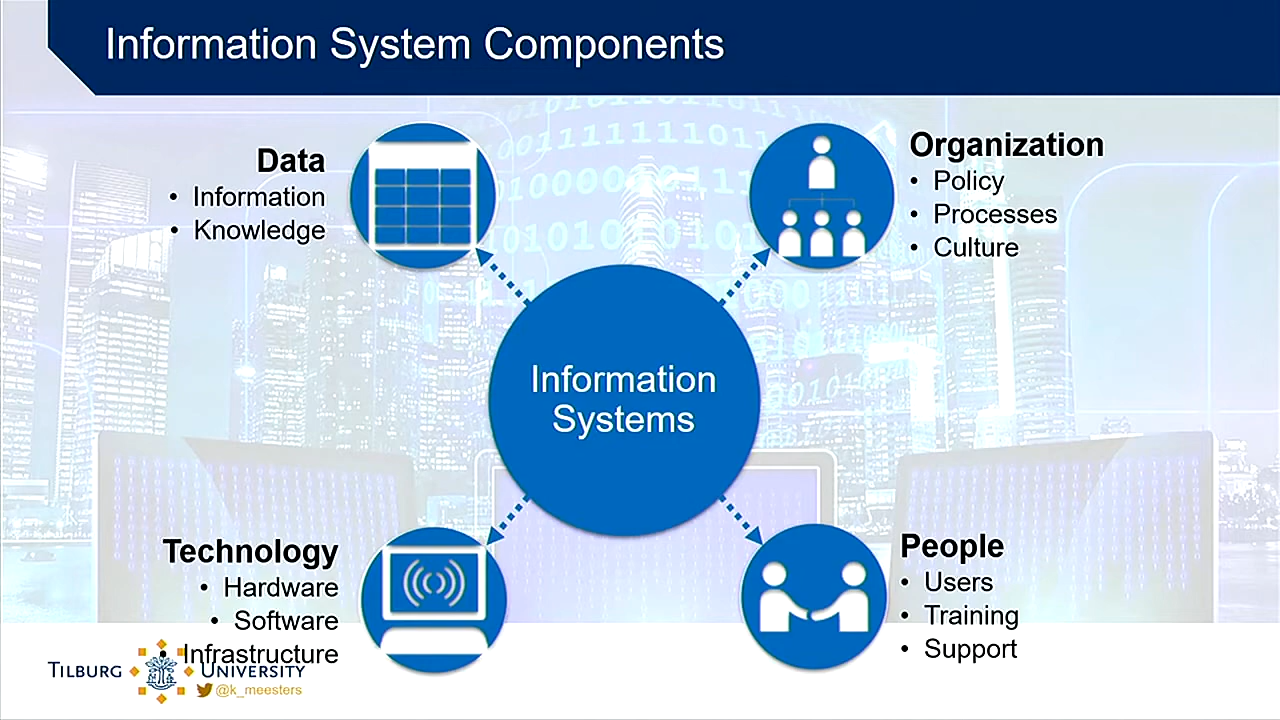 Information System Components
Data
• Information
• Knowledge
Organization
• Policy
• Processes
• Culture
Information
Systems
Technology
• Hardware
• Software
• Infrastructure
People
• Users
• Training
• Support
TILBURG UNIVERSITY
@k_meesters